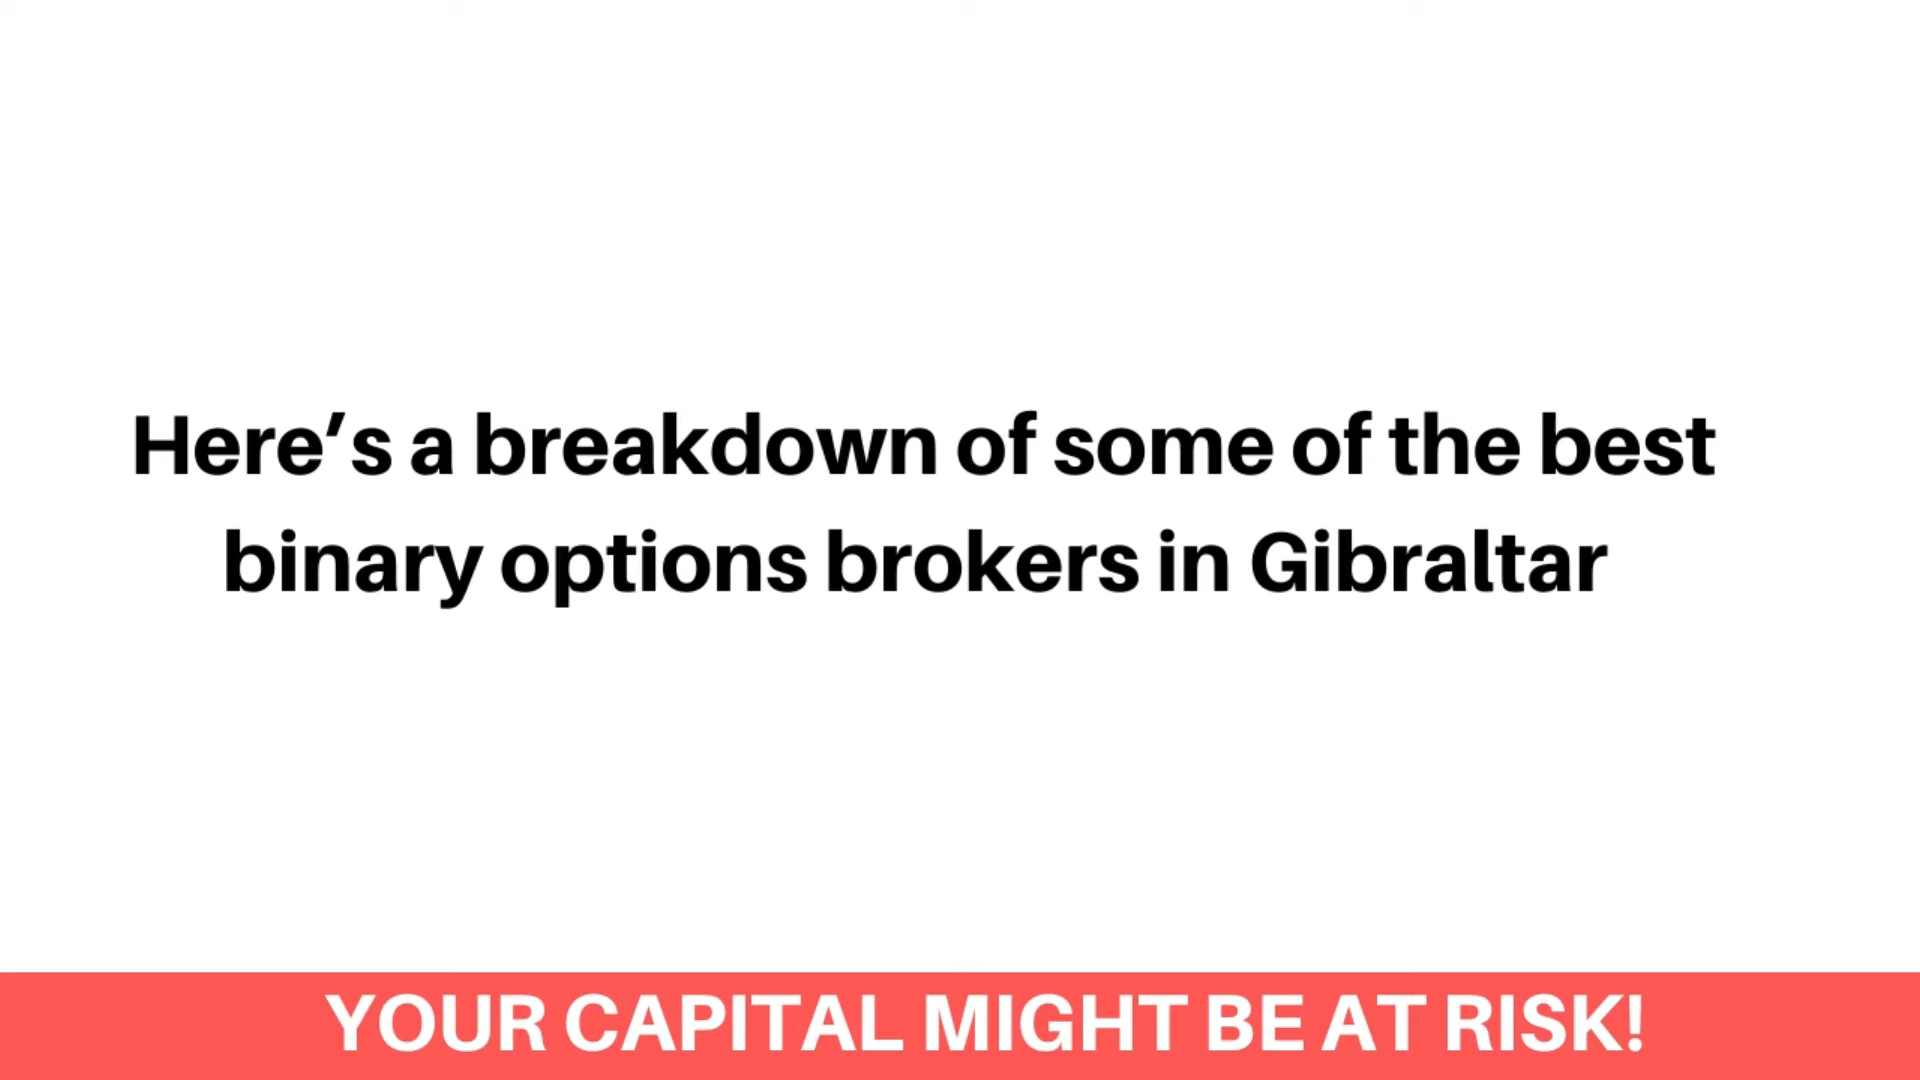 Here’s a breakdown of some of the best
binary options brokers in Gibraltar
YOUR CAPITAL MIGHT BE AT RISK!